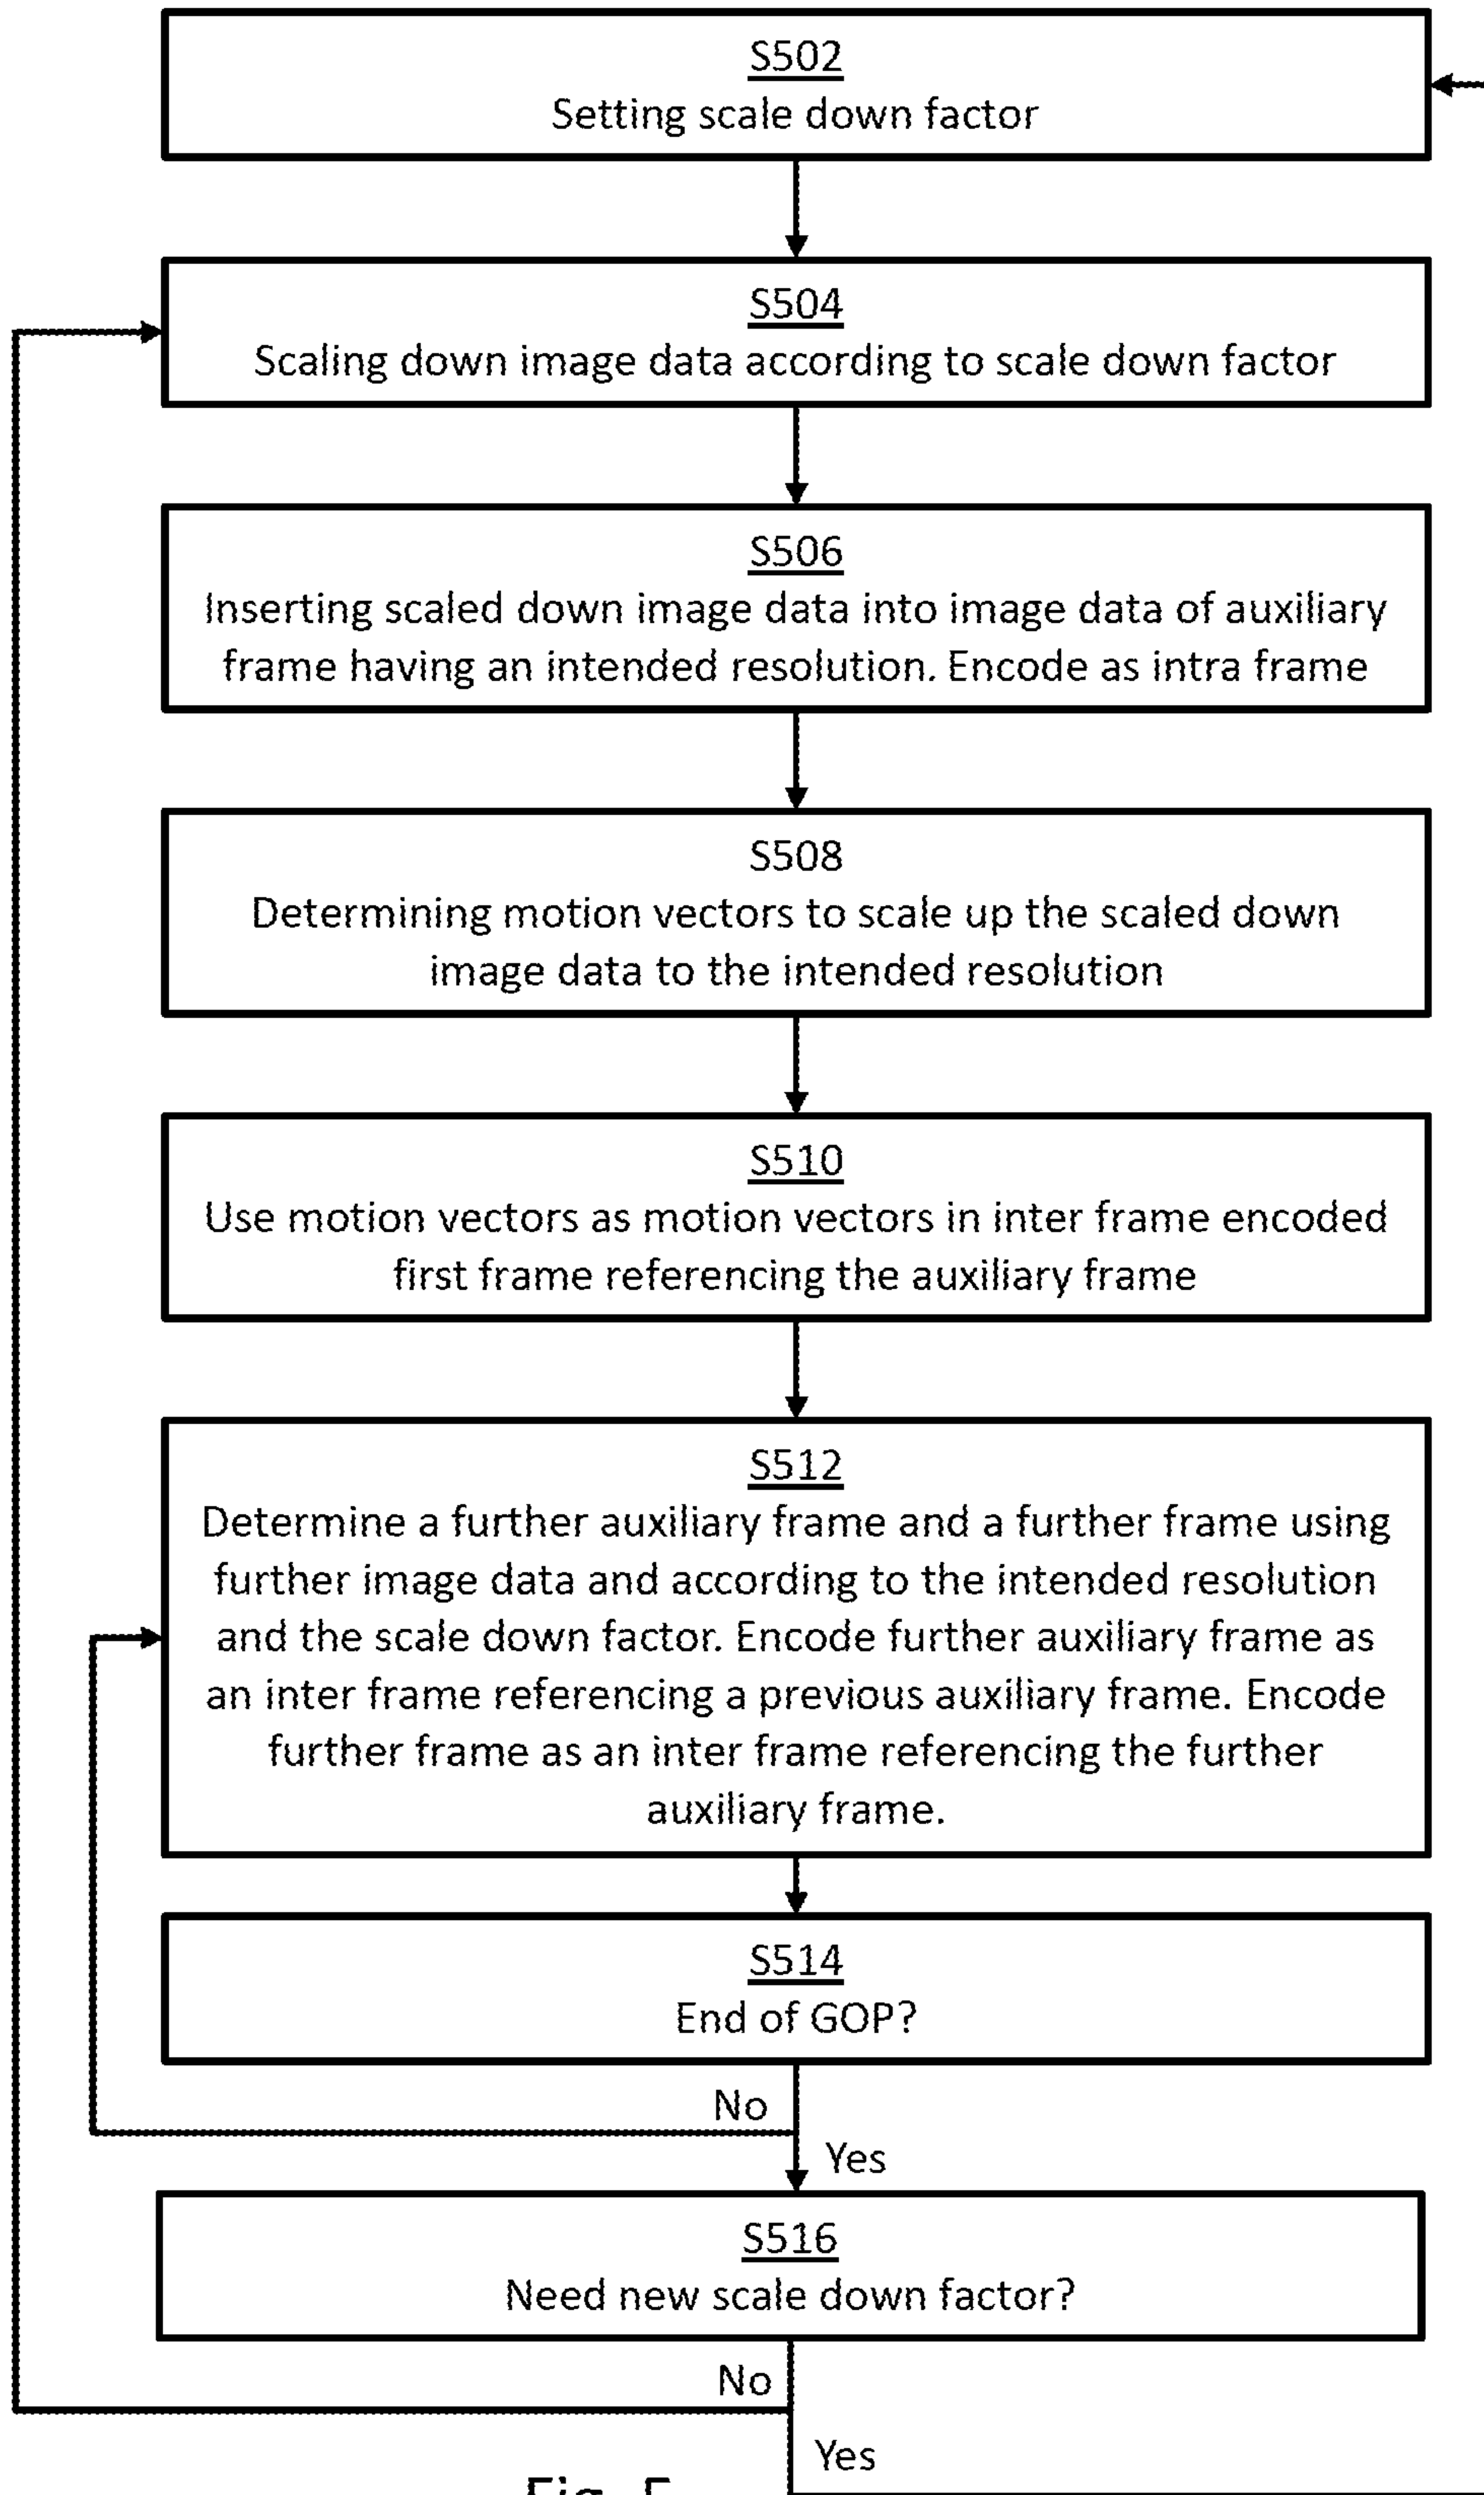 S502
Setting scale down factor
S504
Scaling down image data according to scale down factor
S506
Inserting scaled down image data into image data of auxiliary
frame having an intended resolution. Encode as intra frame
S508
Determining motion vectors to scale up the scaled down
image data to the intended resolution
S510
Use motion vectors as motion vectors in inter frame encoded
first frame referencing the auxiliary frame
S512
Determine a further auxiliary frame and a further frame using
further image data and according to the intended resolution
and the scale down factor. Encode further auxiliary frame as
an inter frame referencing a previous auxiliary frame. Encode
further frame as an inter frame referencing the further
auxiliary frame.
S514
End of GOP?
No
Yes
S516
Need new scale down factor?
No
Yes